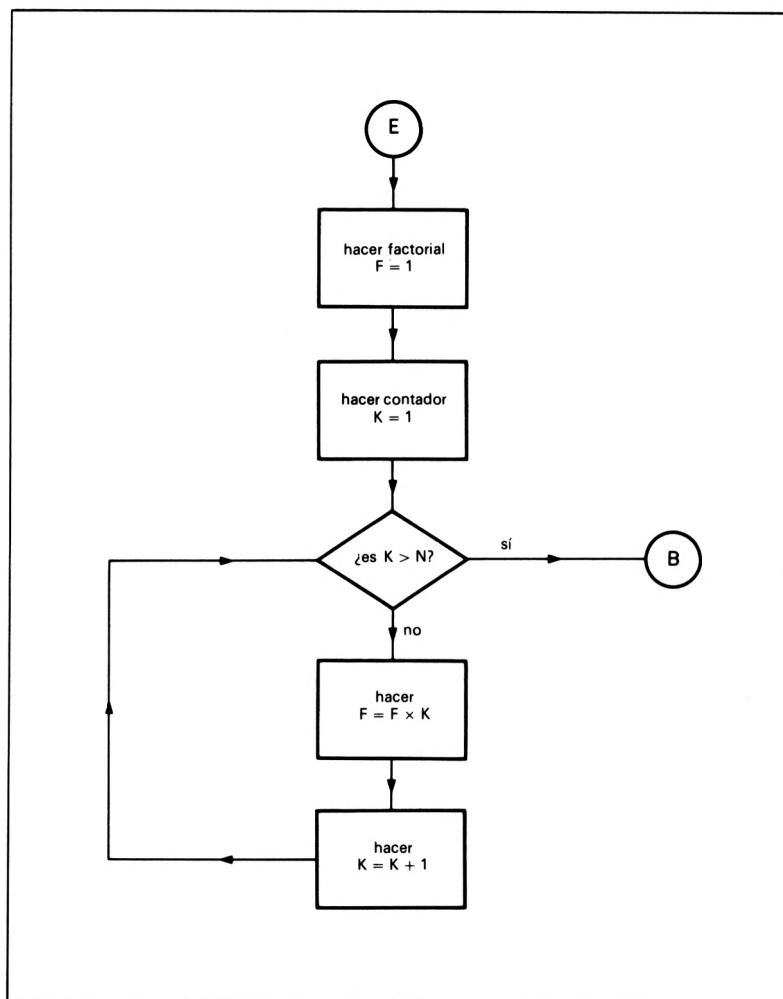 E
hacer factorial
F = 1
hacer contador
K = 1
¿es K > N?
sí
B
no
hacer
F = F × K
hacer
K = K + 1